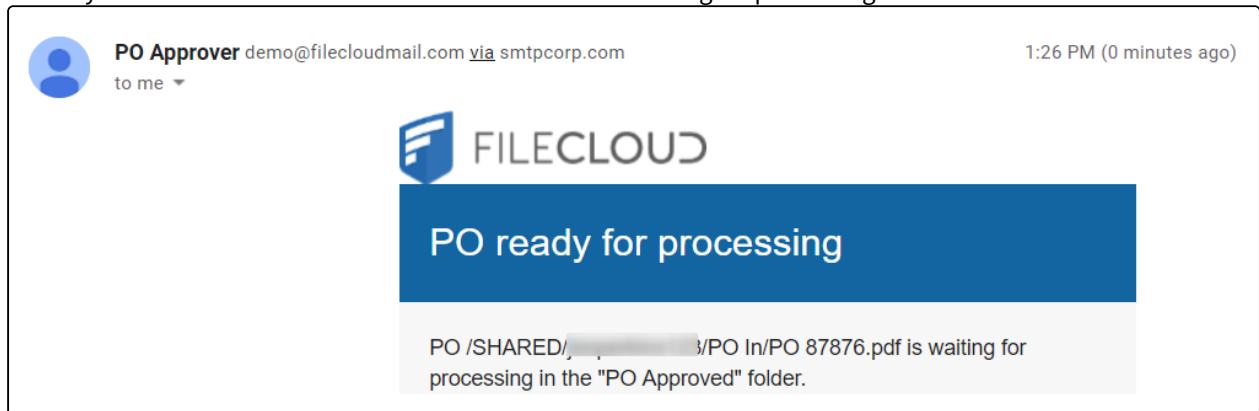 PO Approver demo@filecloudmail.com via smtpcorp.com
1:26 PM (0 minutes ago)
to me
FILECLOUD
PO ready for processing
PO /SHARED/ /PO In/PO 87876.pdf is waiting for
processing in the "PO Approved" folder.